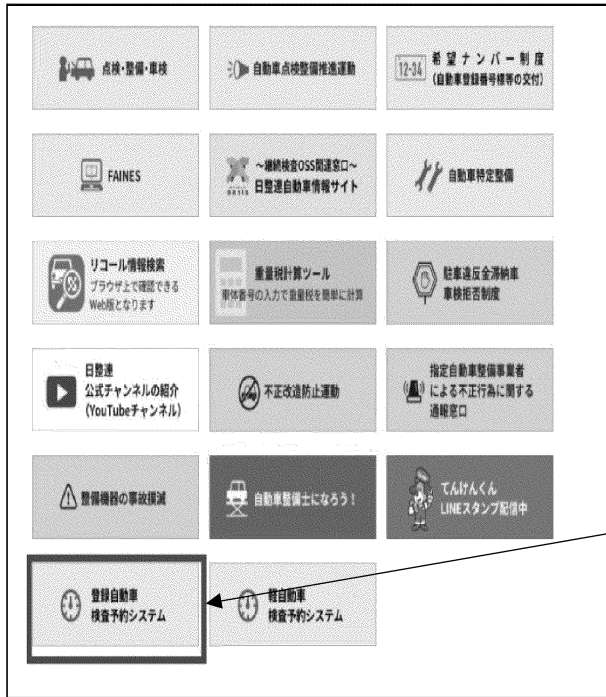 点検・整備・車検
自動車点検整備推進運動
12-34
希望ナンバー制度
(自動車登録番号標等の交付)
FAINES
～継続検査OSS関連窓口～
日整連自動車情報サイト
OASIS
自動車特定整備
リコール情報検索
ブラウザ上で確認できる
Web版となります
重量税計算ツール
車体番号の入力で重量税を簡単に計算
駐車違反金滞納車
車検拒否制度
日整連
公式チャンネルの紹介
(YouTubeチャンネル)
不正改造防止運動
指定自動車整備事業者
による不正行為に関する
通報窓口
整備機器の事故撲滅
自動車整備士になろう！
てんけんくん
LINEスタンプ配信中
登録自動車
検査予約システム
軽自動車
検査予約システム